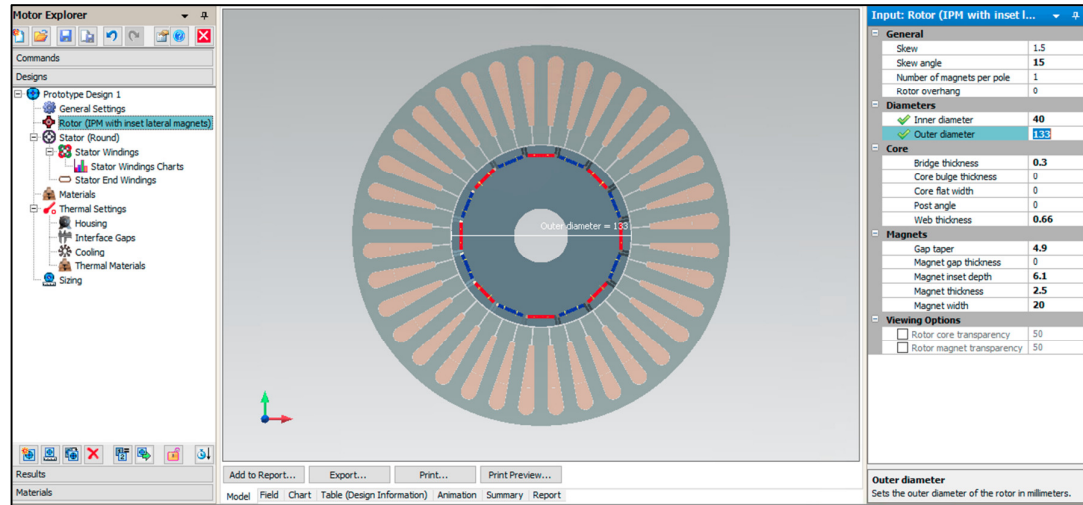 Motor Explorer
Commands
Designs
Prototype Design 1
General Settings
Rotor (IPM with inset lateral magnets)
Stator (Round)
Stator Windings
Stator Windings Charts
Stator End Windings
Materials
Thermal Settings
Housing
Interface Gaps
Cooling
Thermal Materials
Sizing
Results
Materials
Outer diameter = 133
Add to Report... Export... Print... Print Preview...
Model Field Chart Table (Design Information) Animation Summary Report
Input: Rotor (IPM with inset l...
General
Skew 1.5
Skew angle 15
Number of magnets per pole 1
Rotor overhang 0
Diameters
Inner diameter 40
Outer diameter 133
Core
Bridge thickness 0.3
Core bulge thickness 0
Core flat width 0
Post angle 0
Web thickness 0.66
Magnets
Gap taper 4.9
Magnet gap thickness 0
Magnet inset depth 6.1
Magnet thickness 2.5
Magnet width 20
Viewing Options
Rotor core transparency 50
Rotor magnet transparency 50
Outer diameter
Sets the outer diameter of the rotor in millimeters.